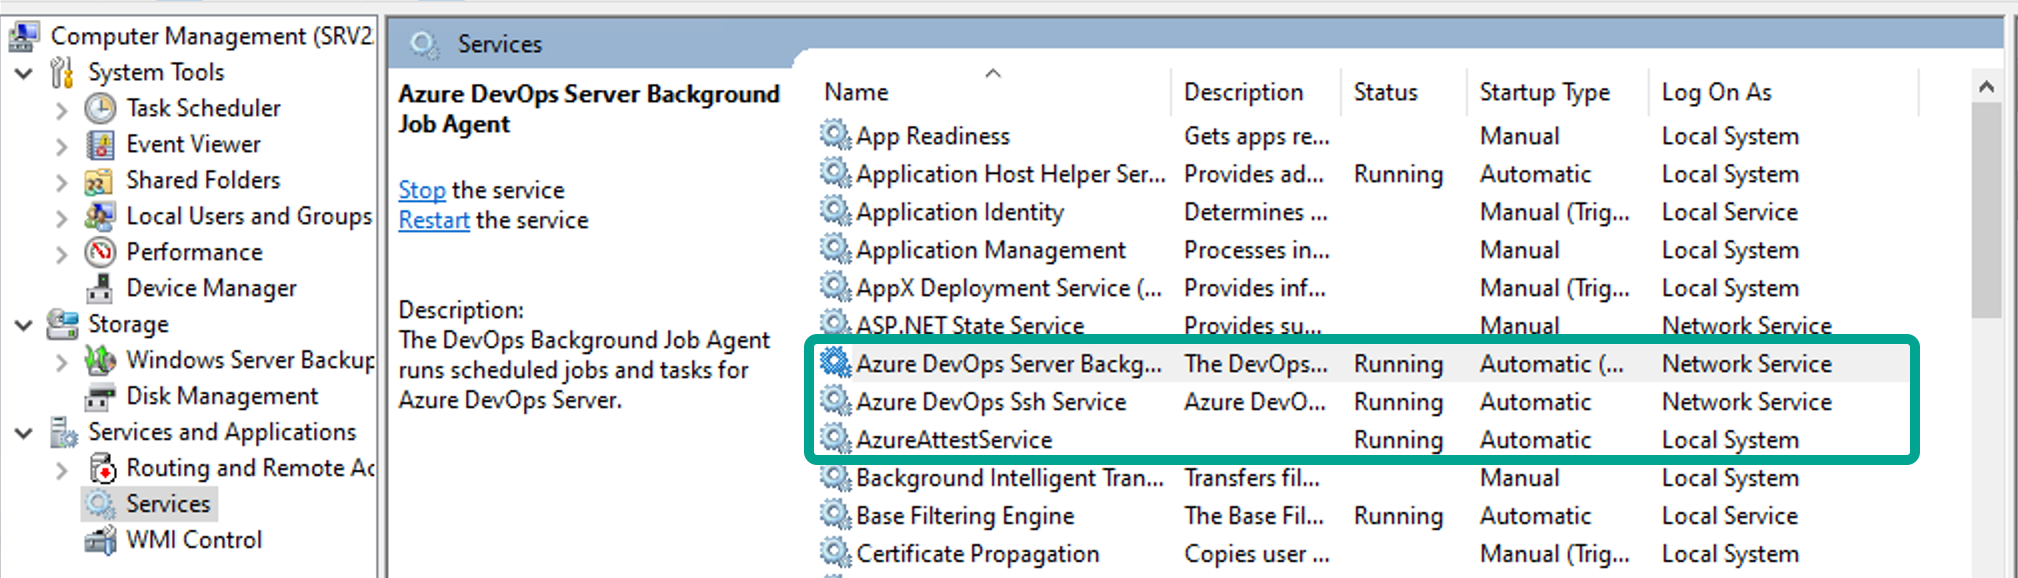 Computer Management (SRV2
System Tools
Task Scheduler
Event Viewer
Shared Folders
Local Users and Groups
Performance
Device Manager
Storage
Windows Server Backup
Disk Management
Services and Applications
Routing and Remote Ac
Services
WMI Control
Services
Azure DevOps Server Background
Job Agent
Stop the service
Restart the service
Description:
The DevOps Background Job Agent
runs scheduled jobs and tasks for
Azure DevOps Server.
Name Description Status Startup Type Log On As
App Readiness Gets apps re... Manual Local System
Application Host Helper Ser... Provides ad... Running Automatic Local System
Application Identity Determines ... Manual (Trig... Local Service
Application Management Processes in... Manual Local System
AppX Deployment Service (... Provides inf... Manual (Trig... Local System
ASP.NET State Service Provides su... Manual Network Service
Azure DevOps Server Backg... The DevOps... Running Automatic (... Network Service
Azure DevOps Ssh Service Azure DevO... Running Automatic Network Service
AzureAttestService Running Automatic Local System
Background Intelligent Tran... Transfers fil... Manual Local System
Base Filtering Engine The Base Fil... Running Automatic Local Service
Certificate Propagation Copies user ... Manual (Trig... Local System